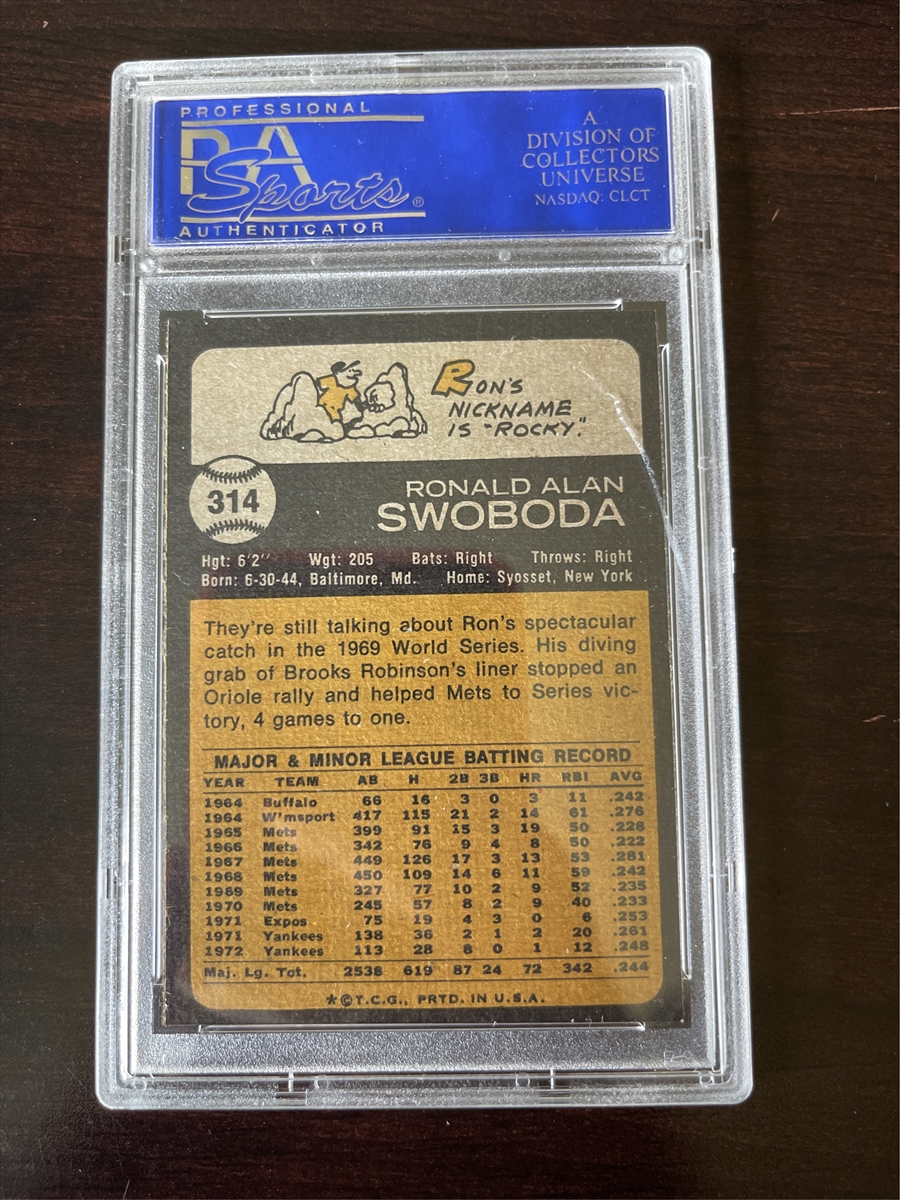 PROFESSIONAL
PSA
Sports®
AUTHENTICATOR
A
DIVISION OF
COLLECTORS
UNIVERSE
NASDAQ: CLCT
RON'S
NICKNAME
IS "ROCKY."
314
RONALD ALAN
SWOBODA
Hgt: 6'2" Wgt: 205 Bats: Right Throws: Right
Born: 6-30-44, Baltimore, Md. Home: Syosset, New York
They're still talking about Ron's spectacular
catch in the 1969 World Series. His diving
grab of Brooks Robinson's liner stopped an
Oriole rally and helped Mets to Series vic-
tory, 4 games to one.
MAJOR & MINOR LEAGUE BATTING RECORD
YEAR TEAM AB H 2B 3B HR RBI AVG
1964 Buffalo 66 16 3 0 3 11 .242
1964 W'msport 417 115 21 2 14 61 .276
1965 Mets 399 91 15 3 19 50 .228
1966 Mets 342 76 9 4 8 50 .222
1967 Mets 449 126 17 3 13 53 .281
1968 Mets 450 109 14 6 11 59 .242
1969 Mets 327 77 10 2 9 52 .235
1970 Mets 245 57 8 2 9 40 .233
1971 Expos 75 19 4 3 0 6 .253
1971 Yankees 138 36 2 1 2 20 .261
1972 Yankees 113 28 8 0 1 12 .248
Maj. Lg. Tot. 2538 619 87 24 72 342 .244
*©T.C.G., PRTD. IN U.S.A.